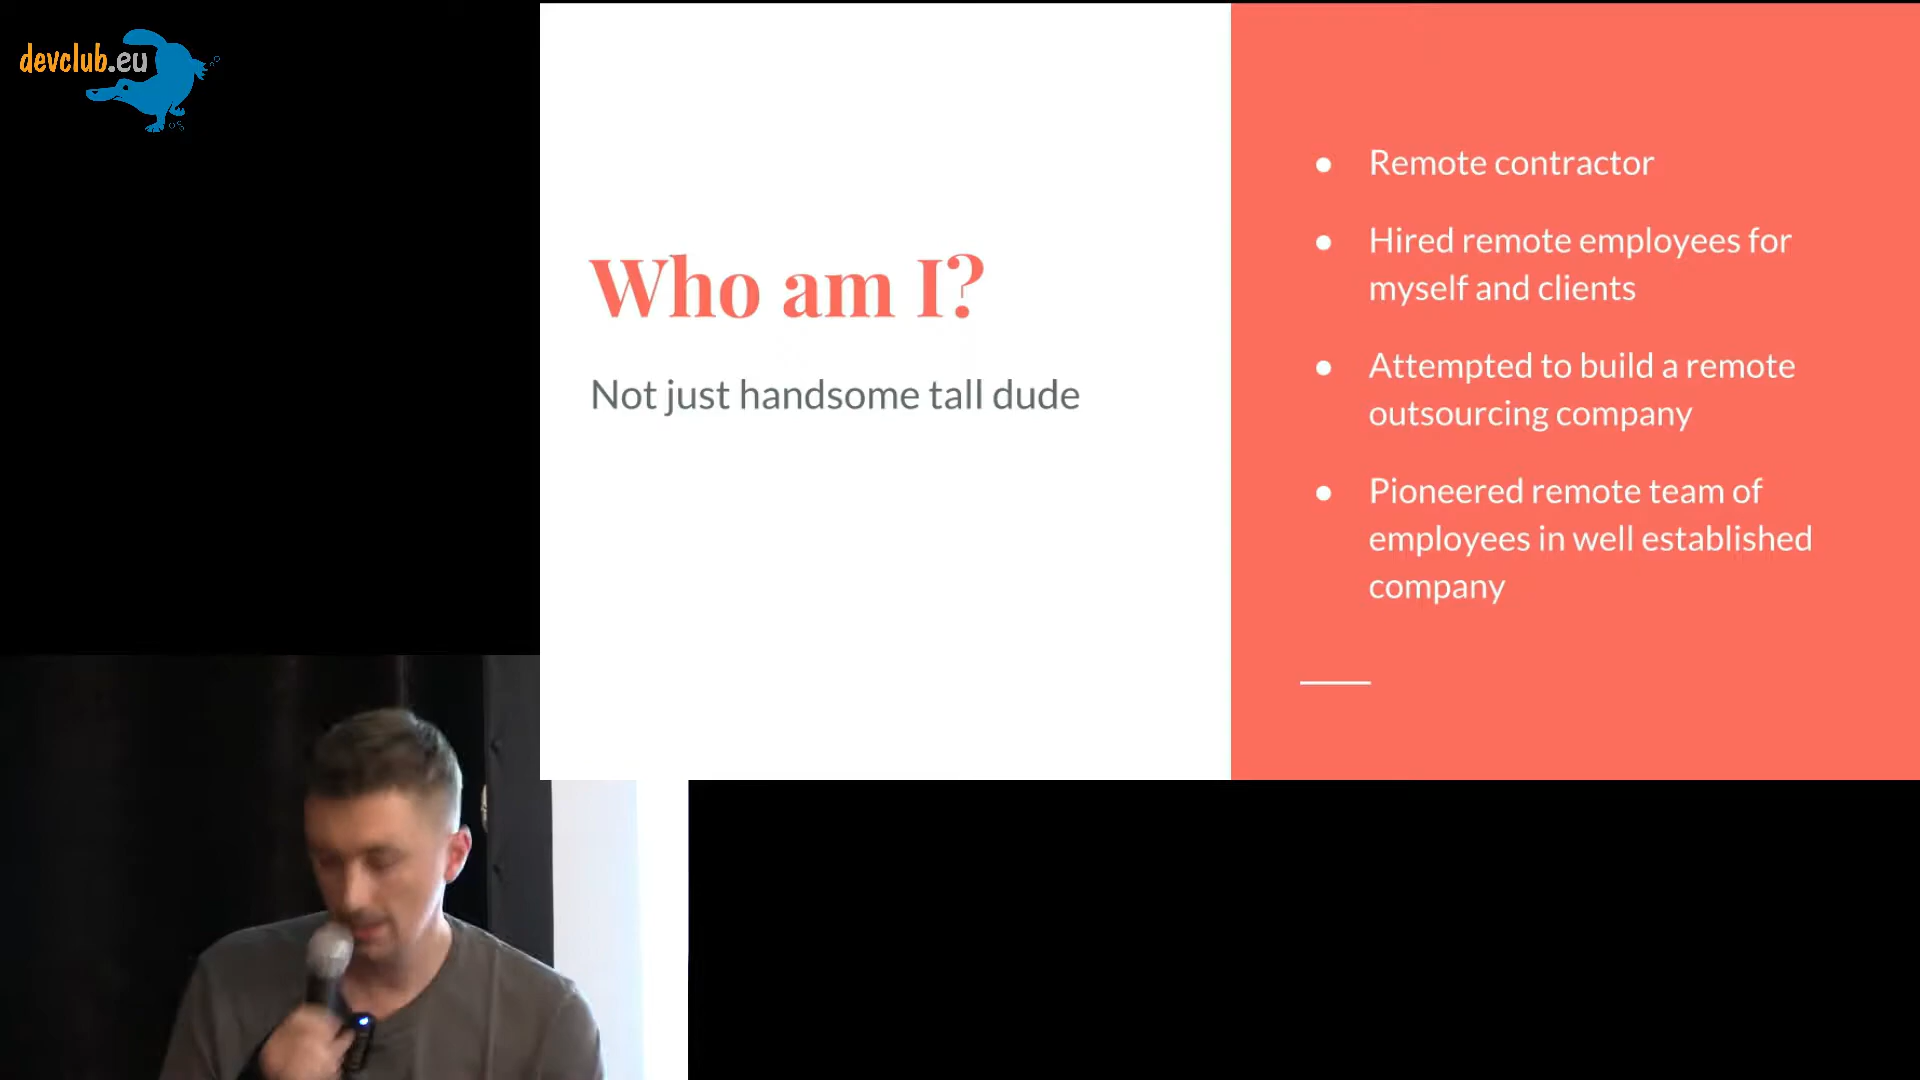 devclub.eu
Who am I?
Not just handsome tall dude
● Remote contractor
● Hired remote employees for
myself and clients
● Attempted to build a remote
outsourcing company
● Pioneered remote team of
employees in well established
company